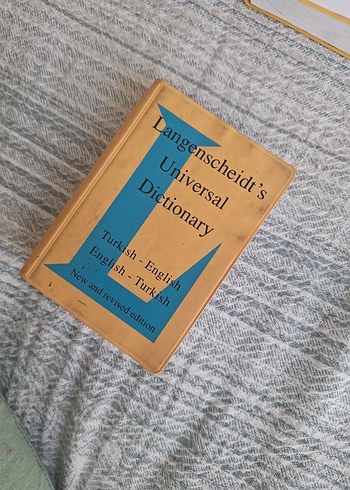 Langenscheidt's
Universal
Dictionary
Turkish - English
English - Turkish
New and revised edition